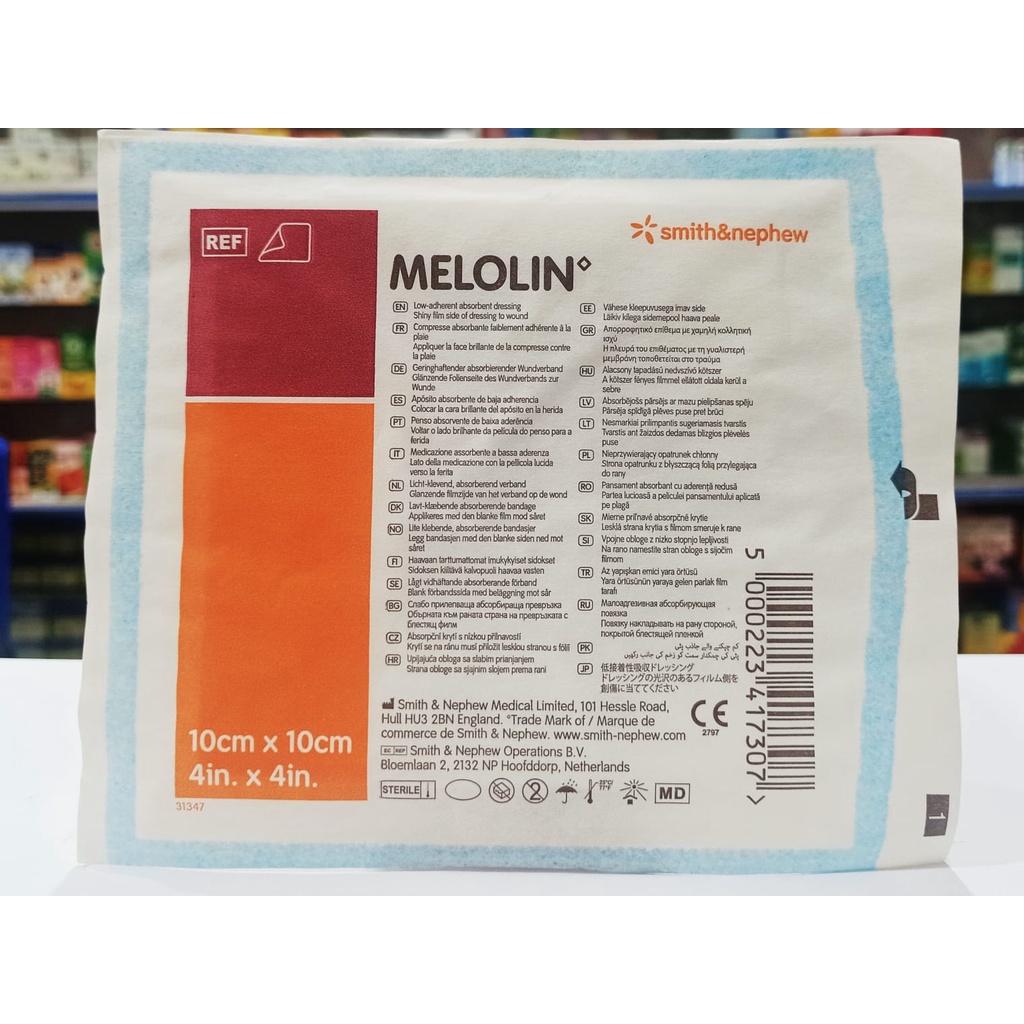 REF
smith&nephew
MELOLIN◊
EN Low-adherent absorbent dressing
Shiny film side of dressing to wound
FR Compresse absorbante faiblement adhérente à la
plaie
Appliquer la face brillante de la compresse contre
la plaie
DE Geringhaftender absorbierender Wundverband
Glänzende Folienseite des Wundverbands zur
Wunde
ES Apósito absorbente de baja adherencia
Colocar la cara brillante del apósito en la herida
PT Penso absorvente de baixa aderência
Voltar o lado brilhante da película do penso para a
ferida
IT Medicazione assorbente a bassa aderenza
Lato della medicazione con la pellicola lucida
verso la ferita
NL Licht-klevend, absorberend verband
Glanzende filmzijde van het verband op de wond
DK Lavt-klæbende absorberende bandage
Applikeres med den blanke film mod såret
NO Lite klebende, absorberende bandasjer
Legg bandasjen med den blanke siden ned mot
såret
FI Haavaan tarttumattomat imukykyiset sidokset
Sidoksen kiiltävä kalvopuoli haavaa vasten
SE Lågt vidhäftande absorberande förband
Blank förbandssida med beläggning mot sår
BG Слабо прилепваща абсорбираща превръзка
Обърната към раната страна на превръзката с
блестящ филм
CZ Absorpční krytí s nízkou přilnavostí
Krytí se na ránu musí přiložit lesklou stranou s fólií
HR Upijajuća obloga sa slabim prianjanjem
Strana obloge sa sjajnim slojem prema rani
EE Vähese kleepuvusega imav side
Läikiv kilega sidemepool haava peale
GR Απορροφητικό επίθεμα με χαμηλή κολλητική
ισχύ
Η πλευρά του επιθέματος με τη γυαλιστερή
μεμβράνη τοποθετείται στο τραύμα
HU Alacsony tapadású nedvszívó kötszer
A kötszer fényes filmmel ellátott oldala kerül a
sebre
LV Absorbējošs pārsējs ar mazu pielipšanas spēju
Pārsēja spīdīgā plēves puse pret brūci
LT Nesmarkiai prilimpantis sugeriamasis tvarstis
Tvarstis ant žaizdos dedamas blizgios plėvelės
puse
PL Nieprzywierający opatrunek chłonny
Strona opatrunku z błyszczącą folią przylegająca
do rany
RO Pansament absorbant cu aderență redusă
Partea lucioasă a peliculei pansamentului aplicată
pe plagă
SK Mierne priľnavé absorpčné krytie
Lesklá strana krytia s filmom smeruje k rane
SI Vpojne obloge z nizko stopnjo lepljivosti
Na rano namestite stran obloge s sijočim
filmom
TR Az yapışkan emici yara örtüsü
Yara örtüsünün yaraya gelen parlak film
tarafı
RU Малоадгезивная абсорбирующая
повязка
Повязку накладывать на рану стороной,
покрытой блестящей пленкой
PK کم چپکنے والے جاذب پٹی
پٹی کی چمکدار سمت کو زخم کی جانب رکھیں
JP 低接着性吸収ドレッシング
ドレッシングの光沢のあるフィルム側を
創傷に当ててください
10cm x 10cm
4in. x 4in.
31347
Smith & Nephew Medical Limited, 101 Hessle Road,
Hull HU3 2BN England. ◊Trade Mark of / Marque de
commerce de Smith & Nephew. www.smith-nephew.com
EC REP Smith & Nephew Operations B.V.
Bloemlaan 2, 2132 NP Hoofddorp, Netherlands
CE
2797
STERILE 2 25°C 77°F MD
5 000223 417307 >
1